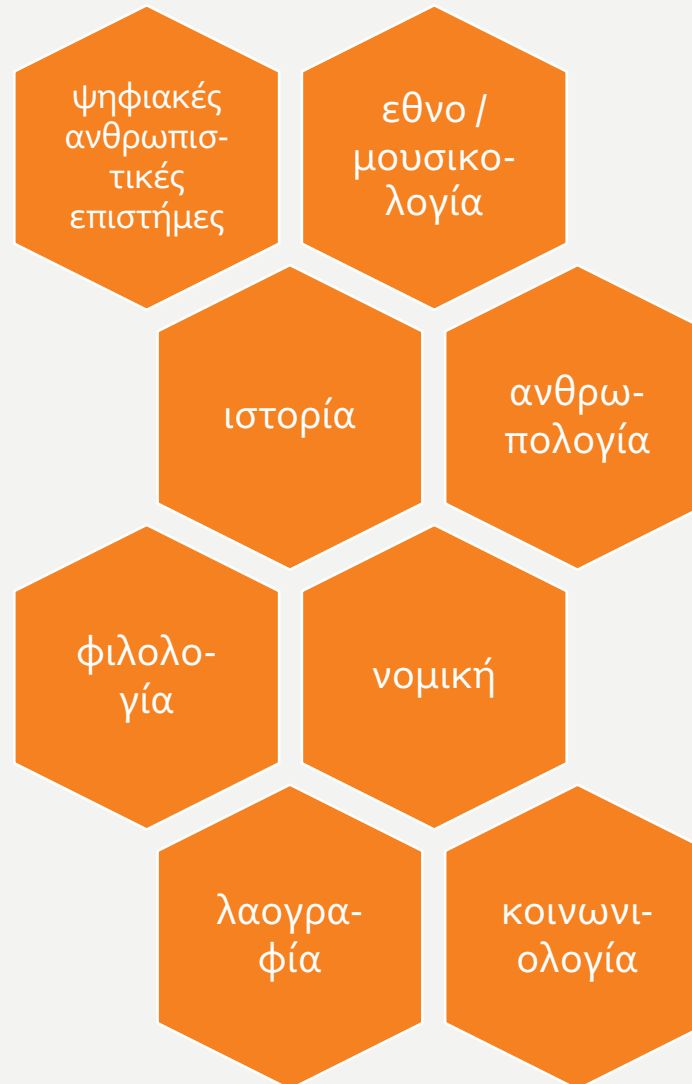 ψηφιακές
ανθρωπισ-
τικές
επιστήμες
εθνο /
μουσικο-
λογία
ιστορία
ανθρω-
πολογία
φιλολο-
γία
νομική
λαογρα-
φία
κοινωνι-
ολογία